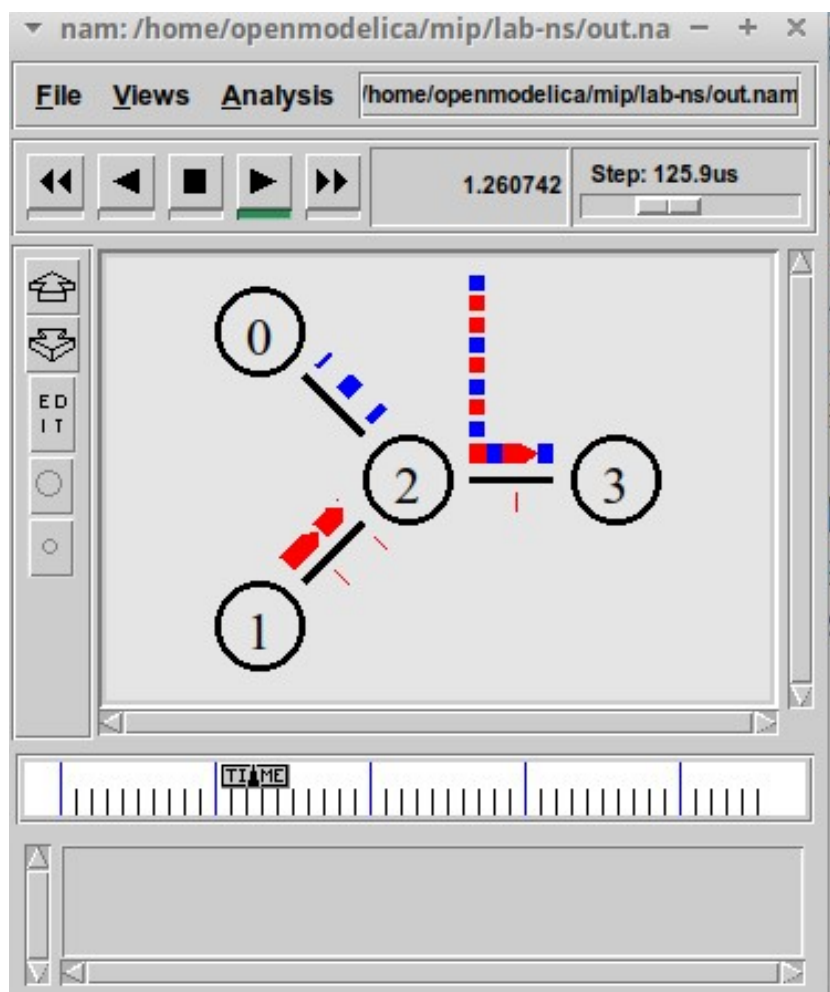 nam: /home/openmodelica/mip/lab-ns/out.na
File Views Analysis /home/openmodelica/mip/lab-ns/out.nam
1.260742 Step: 125.9us
E D
I T
0
2
3
1
TIME